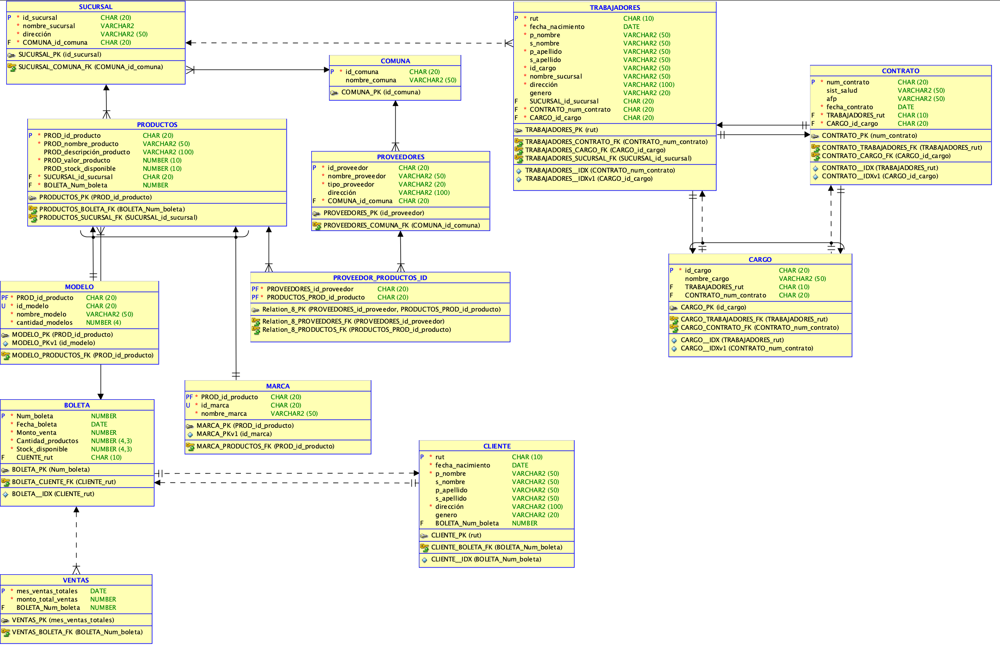 SUCURSAL
P * id_sucursal CHAR (20)
* nombre_sucursal VARCHAR2
* dirección VARCHAR2 (50)
F * COMUNA_id_comuna CHAR (20)
SUCURSAL_PK (id_sucursal)
SUCURSAL_COMUNA_FK (COMUNA_id_comuna)
TRABAJADORES
P * rut CHAR (10)
* fecha_nacimiento DATE
* p_nombre VARCHAR2 (50)
s_nombre VARCHAR2 (50)
* p_apellido VARCHAR2 (50)
s_apellido VARCHAR2 (50)
* id_cargo VARCHAR2 (50)
* nombre_sucursal VARCHAR2 (50)
* dirección VARCHAR2 (100)
genero VARCHAR2 (20)
F SUCURSAL_id_sucursal CHAR (20)
F * CONTRATO_num_contrato CHAR (20)
F * CARGO_id_cargo CHAR (20)
TRABAJADORES_PK (rut)
TRABAJADORES_CONTRATO_FK (CONTRATO_num_contrato)
TRABAJADORES_CARGO_FK (CARGO_id_cargo)
TRABAJADORES_SUCURSAL_FK (SUCURSAL_id_sucursal)
TRABAJADORES__IDX (CONTRATO_num_contrato)
TRABAJADORES__IDXv1 (CARGO_id_cargo)
COMUNA
P * id_comuna CHAR (20)
nombre_comuna VARCHAR2 (50)
COMUNA_PK (id_comuna)
CONTRATO
P * num_contrato CHAR (20)
sist_salud VARCHAR2 (50)
afp VARCHAR2 (50)
* fecha_contrato DATE
F * TRABAJADORES_rut CHAR (10)
F * CARGO_id_cargo CHAR (20)
CONTRATO_PK (num_contrato)
CONTRATO_TRABAJADORES_FK (TRABAJADORES_rut)
CONTRATO_CARGO_FK (CARGO_id_cargo)
CONTRATO__IDX (TRABAJADORES_rut)
CONTRATO__IDXv1 (CARGO_id_cargo)
PRODUCTOS
P * PROD_id_producto CHAR (20)
* PROD_nombre_producto VARCHAR2 (50)
PROD_descripción_producto VARCHAR2 (100)
* PROD_valor_producto NUMBER (10)
PROD_stock_disponible NUMBER (10)
F * SUCURSAL_id_sucursal CHAR (20)
F * BOLETA_Num_boleta NUMBER
PRODUCTOS_PK (PROD_id_producto)
PRODUCTOS_BOLETA_FK (BOLETA_Num_boleta)
PRODUCTOS_SUCURSAL_FK (SUCURSAL_id_sucursal)
PROVEEDORES
P * id_proveedor CHAR (20)
* nombre_proveedor VARCHAR2 (50)
* tipo_proveedor VARCHAR2 (20)
dirección VARCHAR2 (100)
F * COMUNA_id_comuna CHAR (20)
PROVEEDORES_PK (id_proveedor)
PROVEEDORES_COMUNA_FK (COMUNA_id_comuna)
CARGO
P * id_cargo CHAR (20)
nombre_cargo VARCHAR2 (50)
F TRABAJADORES_rut CHAR (10)
F CONTRATO_num_contrato CHAR (20)
CARGO_PK (id_cargo)
CARGO_TRABAJADORES_FK (TRABAJADORES_rut)
CARGO_CONTRATO_FK (CONTRATO_num_contrato)
CARGO__IDX (TRABAJADORES_rut)
CARGO__IDXv1 (CONTRATO_num_contrato)
PROVEEDOR_PRODUCTOS_ID
PF * PROVEEDORES_id_proveedor CHAR (20)
PF * PRODUCTOS_PROD_id_producto CHAR (20)
Relation_8_PK (PROVEEDORES_id_proveedor, PRODUCTOS_PROD_id_producto)
Relation_8_PROVEEDORES_FK (PROVEEDORES_id_proveedor)
Relation_8_PRODUCTOS_FK (PRODUCTOS_PROD_id_producto)
MODELO
PF * PROD_id_producto CHAR (20)
U * id_modelo CHAR (20)
* nombre_modelo VARCHAR2 (50)
* cantidad_modelos NUMBER (4)
MODELO_PK (PROD_id_producto)
MODELO_PKv1 (id_modelo)
MODELO_PRODUCTOS_FK (PROD_id_producto)
MARCA
PF * PROD_id_producto CHAR (20)
U * id_marca CHAR (20)
* nombre_marca VARCHAR2 (50)
MARCA_PK (PROD_id_producto)
MARCA_PKv1 (id_marca)
MARCA_PRODUCTOS_FK (PROD_id_producto)
BOLETA
P * Num_boleta NUMBER
* Fecha_boleta DATE
* Monto_venta NUMBER
* Cantidad_productos NUMBER (4,3)
* Stock_disponible NUMBER (4,3)
F CLIENTE_rut CHAR (10)
BOLETA_PK (Num_boleta)
BOLETA_CLIENTE_FK (CLIENTE_rut)
BOLETA__IDX (CLIENTE_rut)
CLIENTE
P * rut CHAR (10)
* fecha_nacimiento DATE
* p_nombre VARCHAR2 (50)
s_nombre VARCHAR2 (50)
p_apellido VARCHAR2 (50)
s_apellido VARCHAR2 (50)
* dirección VARCHAR2 (100)
genero VARCHAR2 (20)
F BOLETA_Num_boleta NUMBER
CLIENTE_PK (rut)
CLIENTE_BOLETA_FK (BOLETA_Num_boleta)
CLIENTE__IDX (BOLETA_Num_boleta)
VENTAS
P * mes_ventas_totales DATE
* monto_total_ventas NUMBER
F BOLETA_Num_boleta NUMBER
VENTAS_PK (mes_ventas_totales)
VENTAS_BOLETA_FK (BOLETA_Num_boleta)